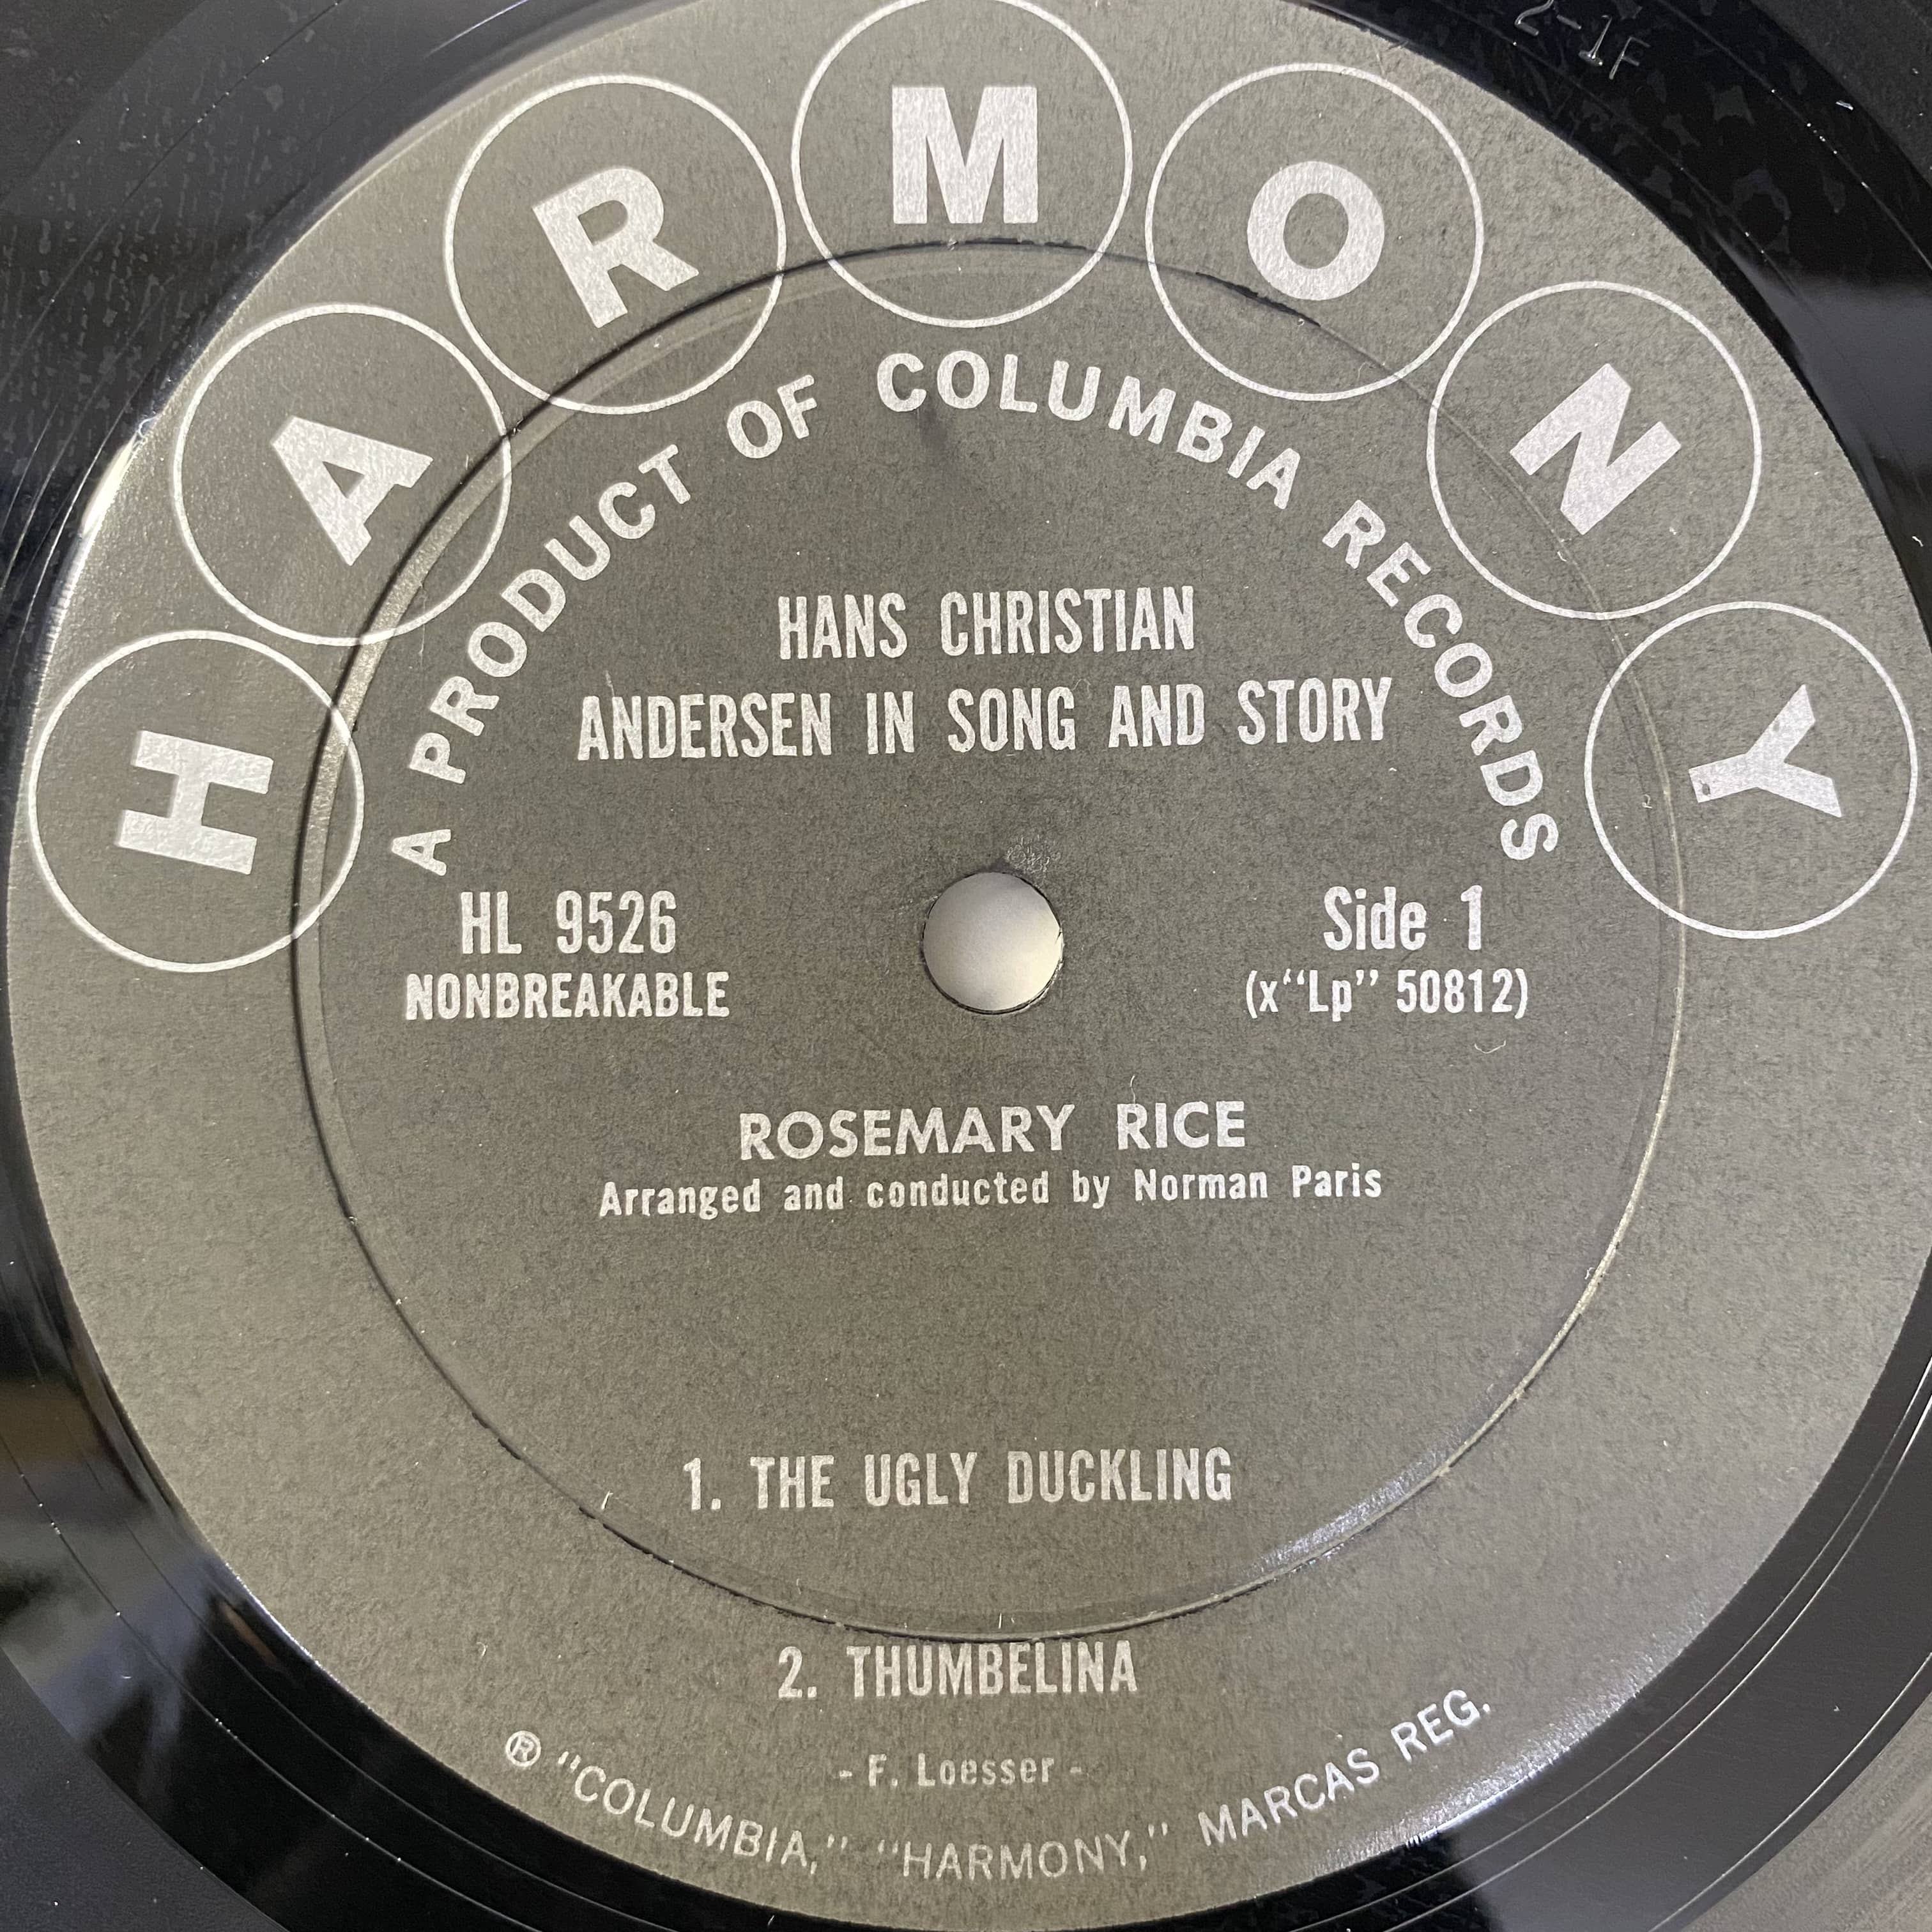 2-1F
HARMONY
A PRODUCT OF COLUMBIA RECORDS
HANS CHRISTIAN
ANDERSEN IN SONG AND STORY
HL 9526
NONBREAKABLE
Side 1
(x“Lp” 50812)
ROSEMARY RICE
Arranged and conducted by Norman Paris
1. THE UGLY DUCKLING
2. THUMBELINA
- F. Loesser -
® "COLUMBIA," "HARMONY," MARCAS REG.